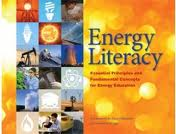 Energy
Literacy
Essential Principles and
Fundamental Concepts
for Energy Education